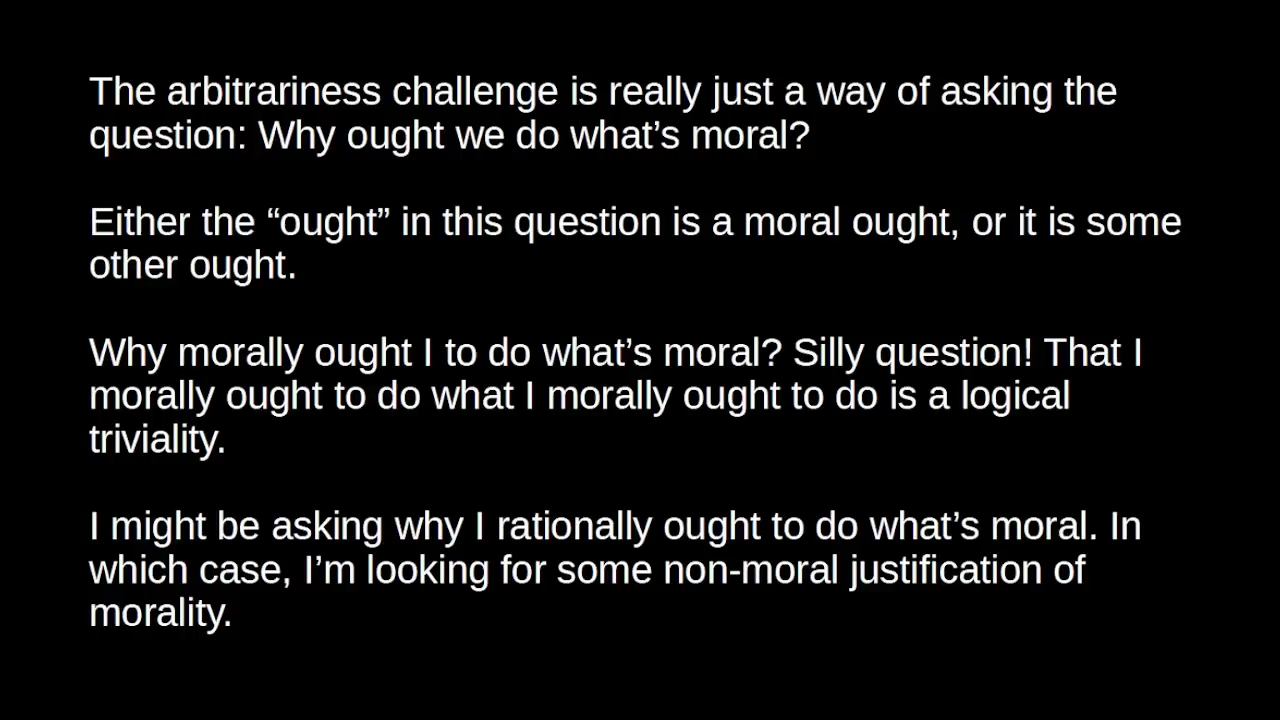 The arbitrariness challenge is really just a way of asking the
question: Why ought we do what’s moral?
Either the “ought” in this question is a moral ought, or it is some
other ought.
Why morally ought I to do what’s moral? Silly question! That I
morally ought to do what I morally ought to do is a logical
triviality.
I might be asking why I rationally ought to do what’s moral. In
which case, I’m looking for some non-moral justification of
morality.